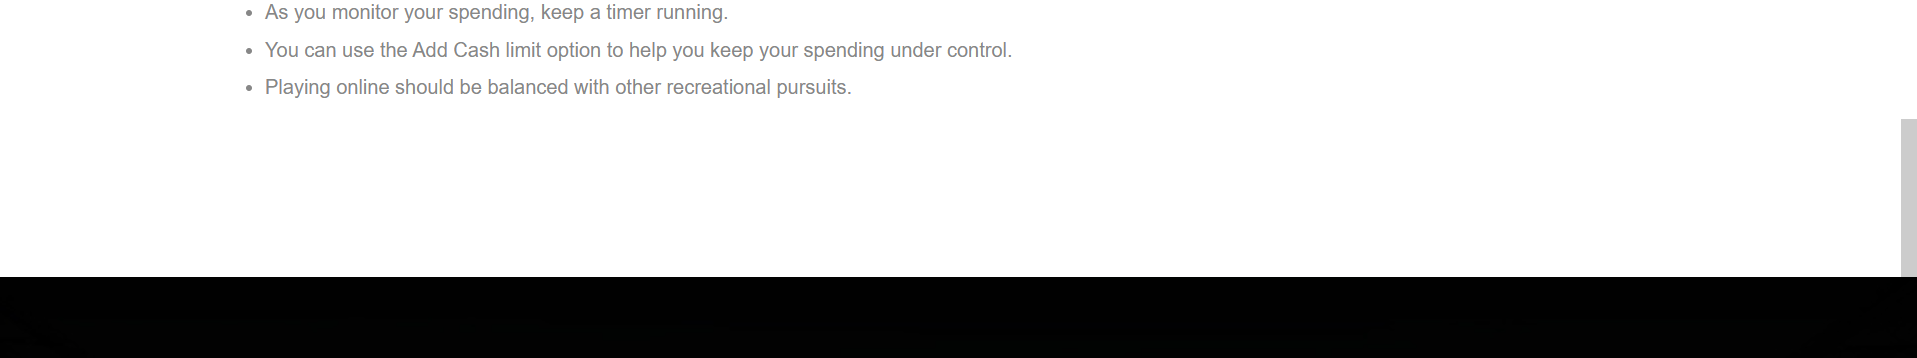 As you monitor your spending, keep a timer running.
You can use the Add Cash limit option to help you keep your spending under control.
Playing online should be balanced with other recreational pursuits.